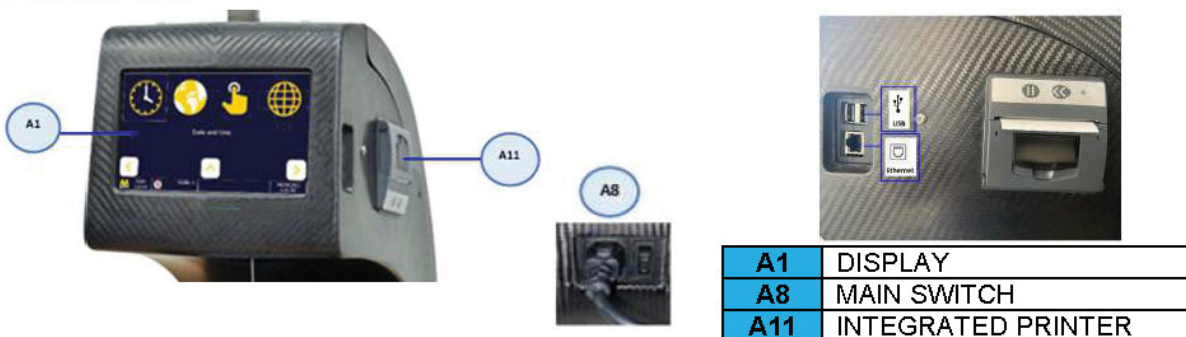 A1
Date and time
A11
A8
USB
Ethernet
A1 DISPLAY
A8 MAIN SWITCH
A11 INTEGRATED PRINTER